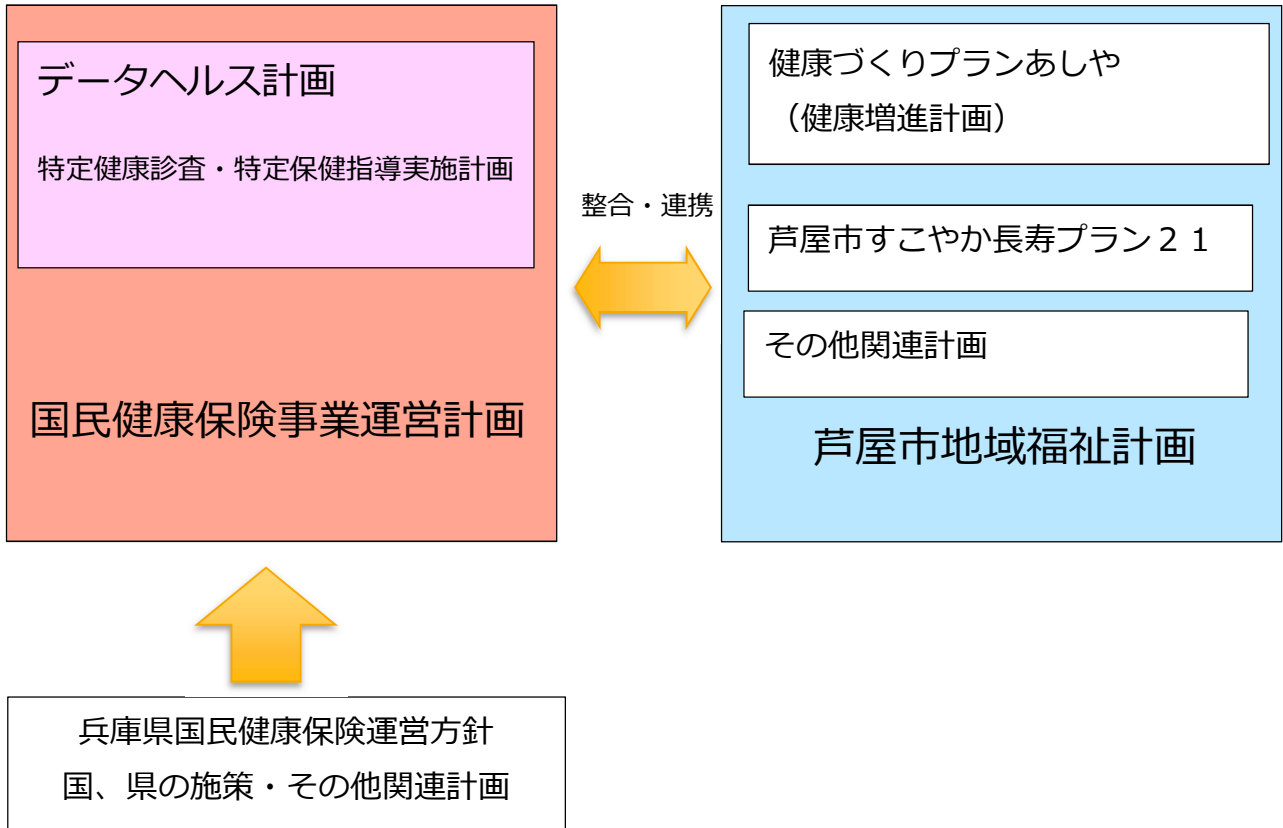 データヘルス計画
特定健康診査・特定保健指導実施計画
国民健康保険事業運営計画
整合・連携
健康づくりプランあしや
（健康増進計画）
芦屋市すこやか長寿プラン２１
その他関連計画
芦屋市地域福祉計画
兵庫県国民健康保険運営方針
国、県の施策・その他関連計画